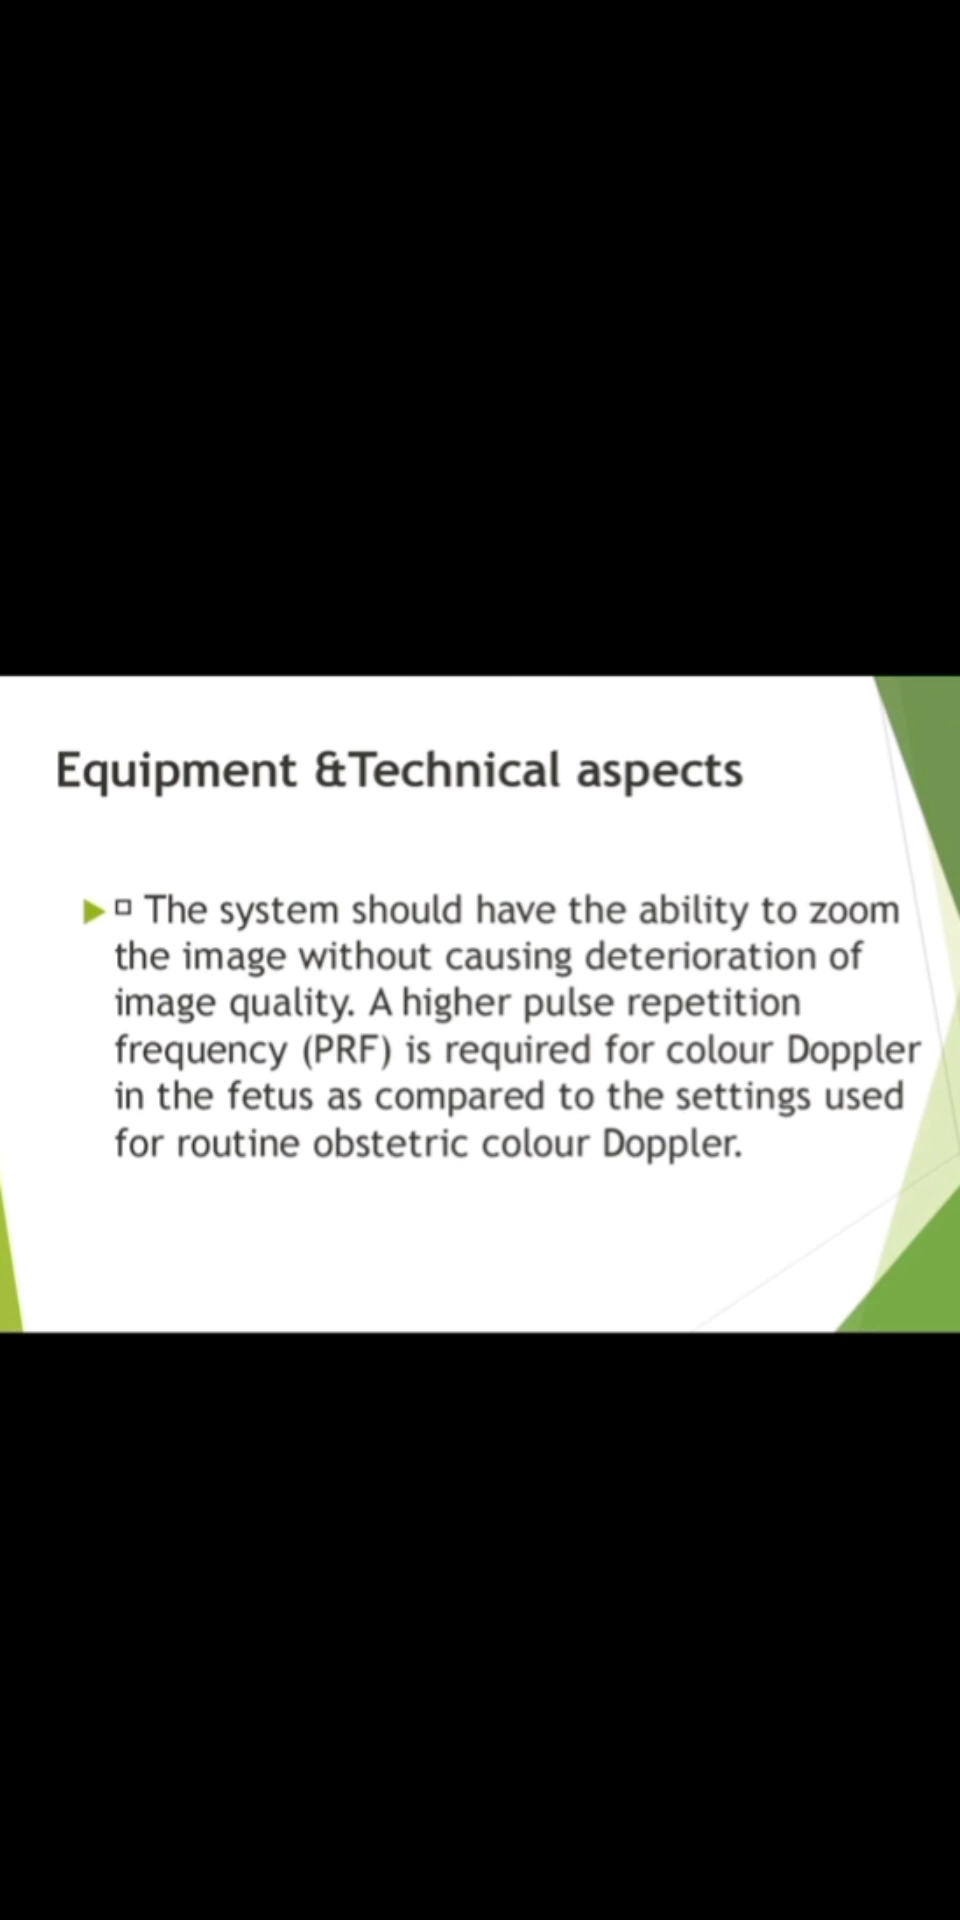 Equipment &Technical aspects
The system should have the ability to zoom
the image without causing deterioration of
image quality. A higher pulse repetition
frequency (PRF) is required for colour Doppler
in the fetus as compared to the settings used
for routine obstetric colour Doppler.